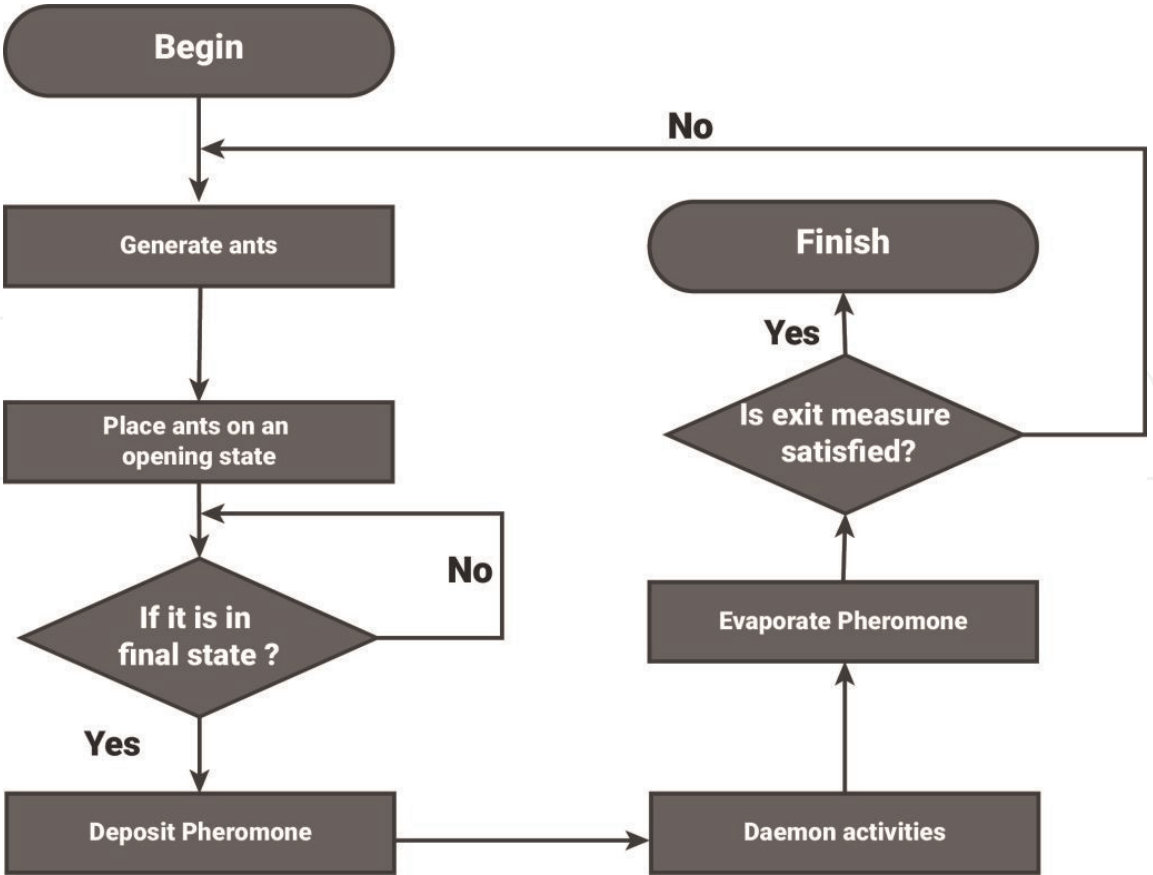 Begin
No
Generate ants
Finish
Yes
Place ants on an
opening state
Is exit measure
satisfied?
No
If it is in
final state ?
Evaporate Pheromone
Yes
Deposit Pheromone
Daemon activities